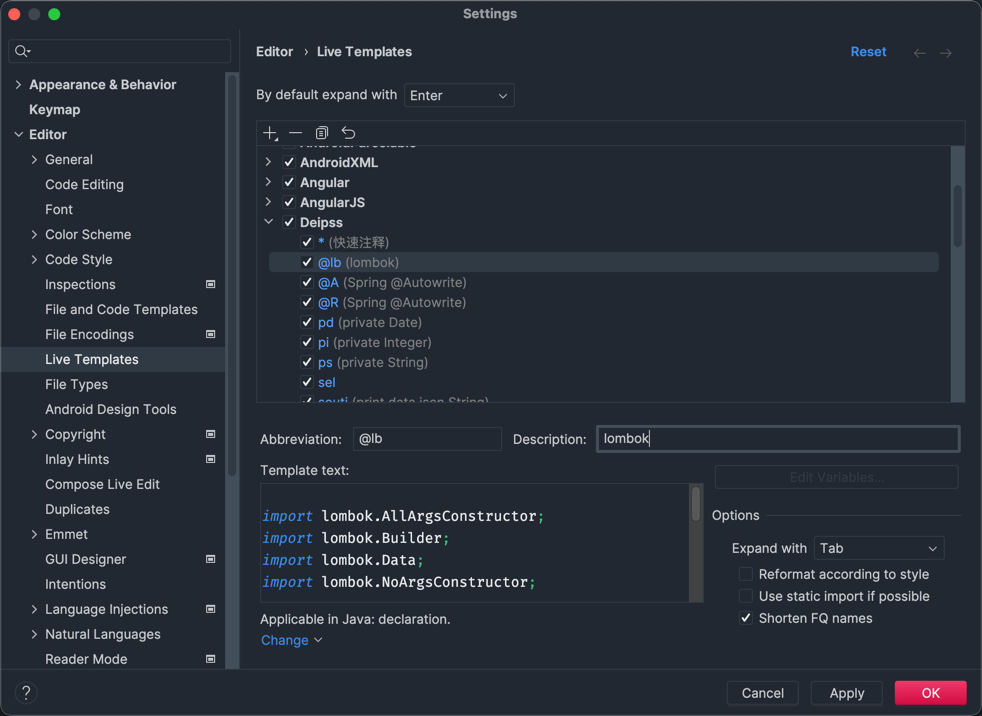 Settings
Editor › Live Templates
Reset
Appearance & Behavior
Keymap
Editor
General
Code Editing
Font
Color Scheme
Code Style
Inspections
File and Code Templates
File Encodings
Live Templates
File Types
Android Design Tools
Copyright
Inlay Hints
Compose Live Edit
Duplicates
Emmet
GUI Designer
Intentions
Language Injections
Natural Languages
Reader Mode
By default expand with Enter
AndroidXML
Angular
AngularJS
Deipss
* (快速注释)
@lb (lombok)
@A (Spring @Autowrite)
@R (Spring @Autowrite)
pd (private Date)
pi (private Integer)
ps (private String)
sel
souti (print data json String)
Abbreviation: @lb
Description: lombok
Template text:
Edit Variables...
import lombok.AllArgsConstructor;
import lombok.Builder;
import lombok.Data;
import lombok.NoArgsConstructor;
Options
Expand with Tab
Reformat according to style
Use static import if possible
Shorten FQ names
Applicable in Java: declaration.
Change
?
Cancel
Apply
OK